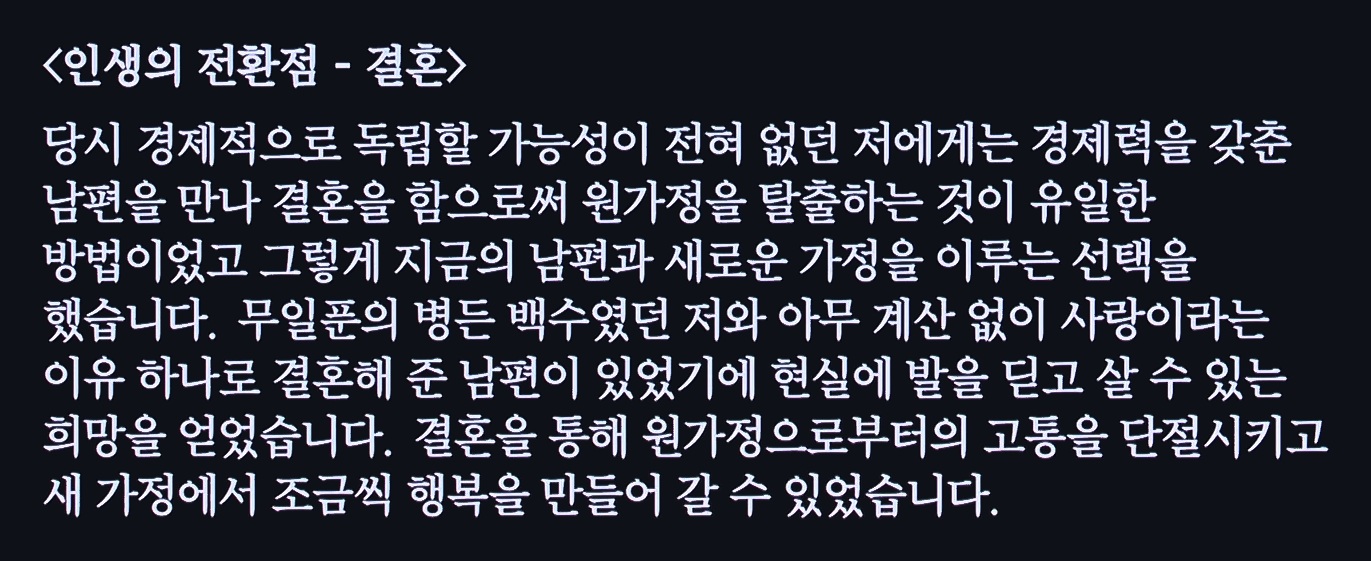 <인생의 전환점 - 결혼>
당시 경제적으로 독립할 가능성이 전혀 없던 저에게는 경제력을 갖춘
남편을 만나 결혼을 함으로써 원가정을 탈출하는 것이 유일한
방법이었고 그렇게 지금의 남편과 새로운 가정을 이루는 선택을
했습니다. 무일푼의 병든 백수였던 저와 아무 계산 없이 사랑이라는
이유 하나로 결혼해 준 남편이 있었기에 현실에 발을 딛고 살 수 있는
희망을 얻었습니다. 결혼을 통해 원가정으로부터의 고통을 단절시키고
새 가정에서 조금씩 행복을 만들어 갈 수 있었습니다.